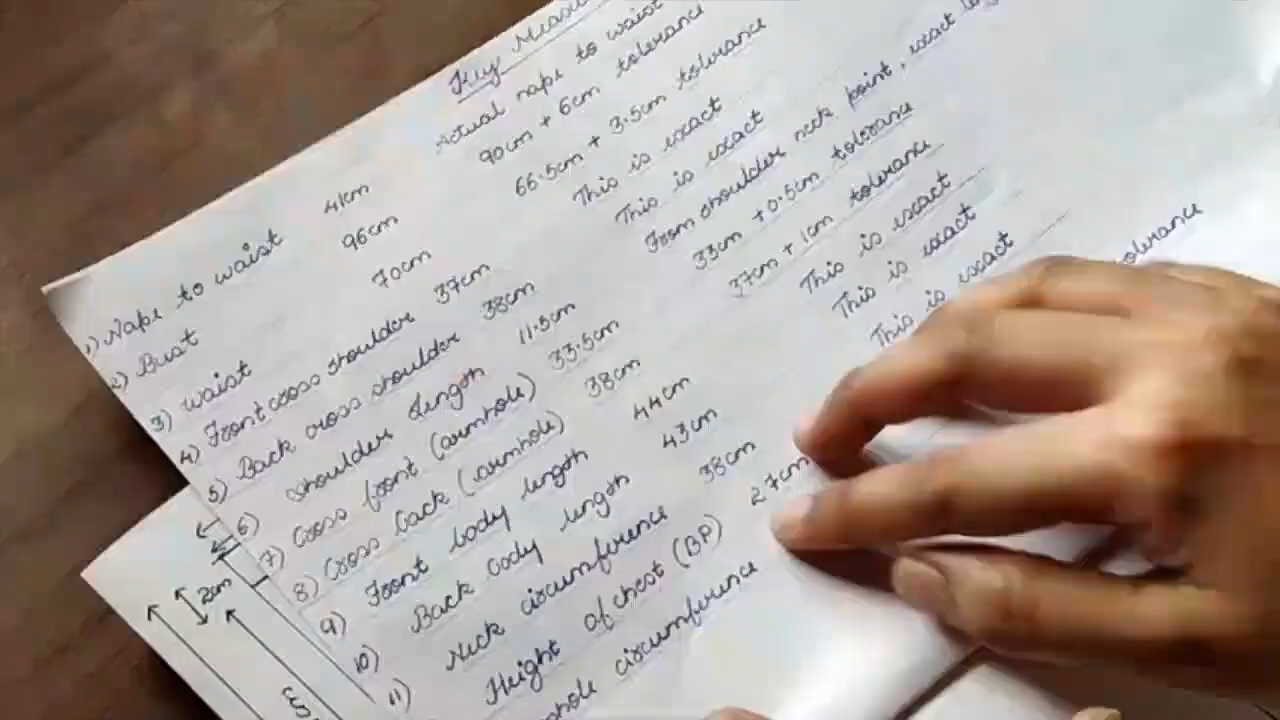 Key
1) Nape to waist 41cm Actual nape to waist
2) Bust 96cm 90cm + 6cm tolerance
3) waist 70cm 66.5cm + 3.5cm tolerance
4) Front cross shoulder 37cm This is exact
5) Back cross shoulder 38cm This is exact
6) shoulder length 11.5cm From shoulder neck point, exact
7) Cross front (armhole) 33.5cm 33cm +0.5cm tolerance
8) Cross back (armhole) 38cm 37cm + 1cm tolerance
9) Front body length 44cm This is exact
10) Back body length 43cm This is exact
11) Neck circumference 38cm This is exact
Height of chest (BP) 27cm
circumference tolerance
2cm